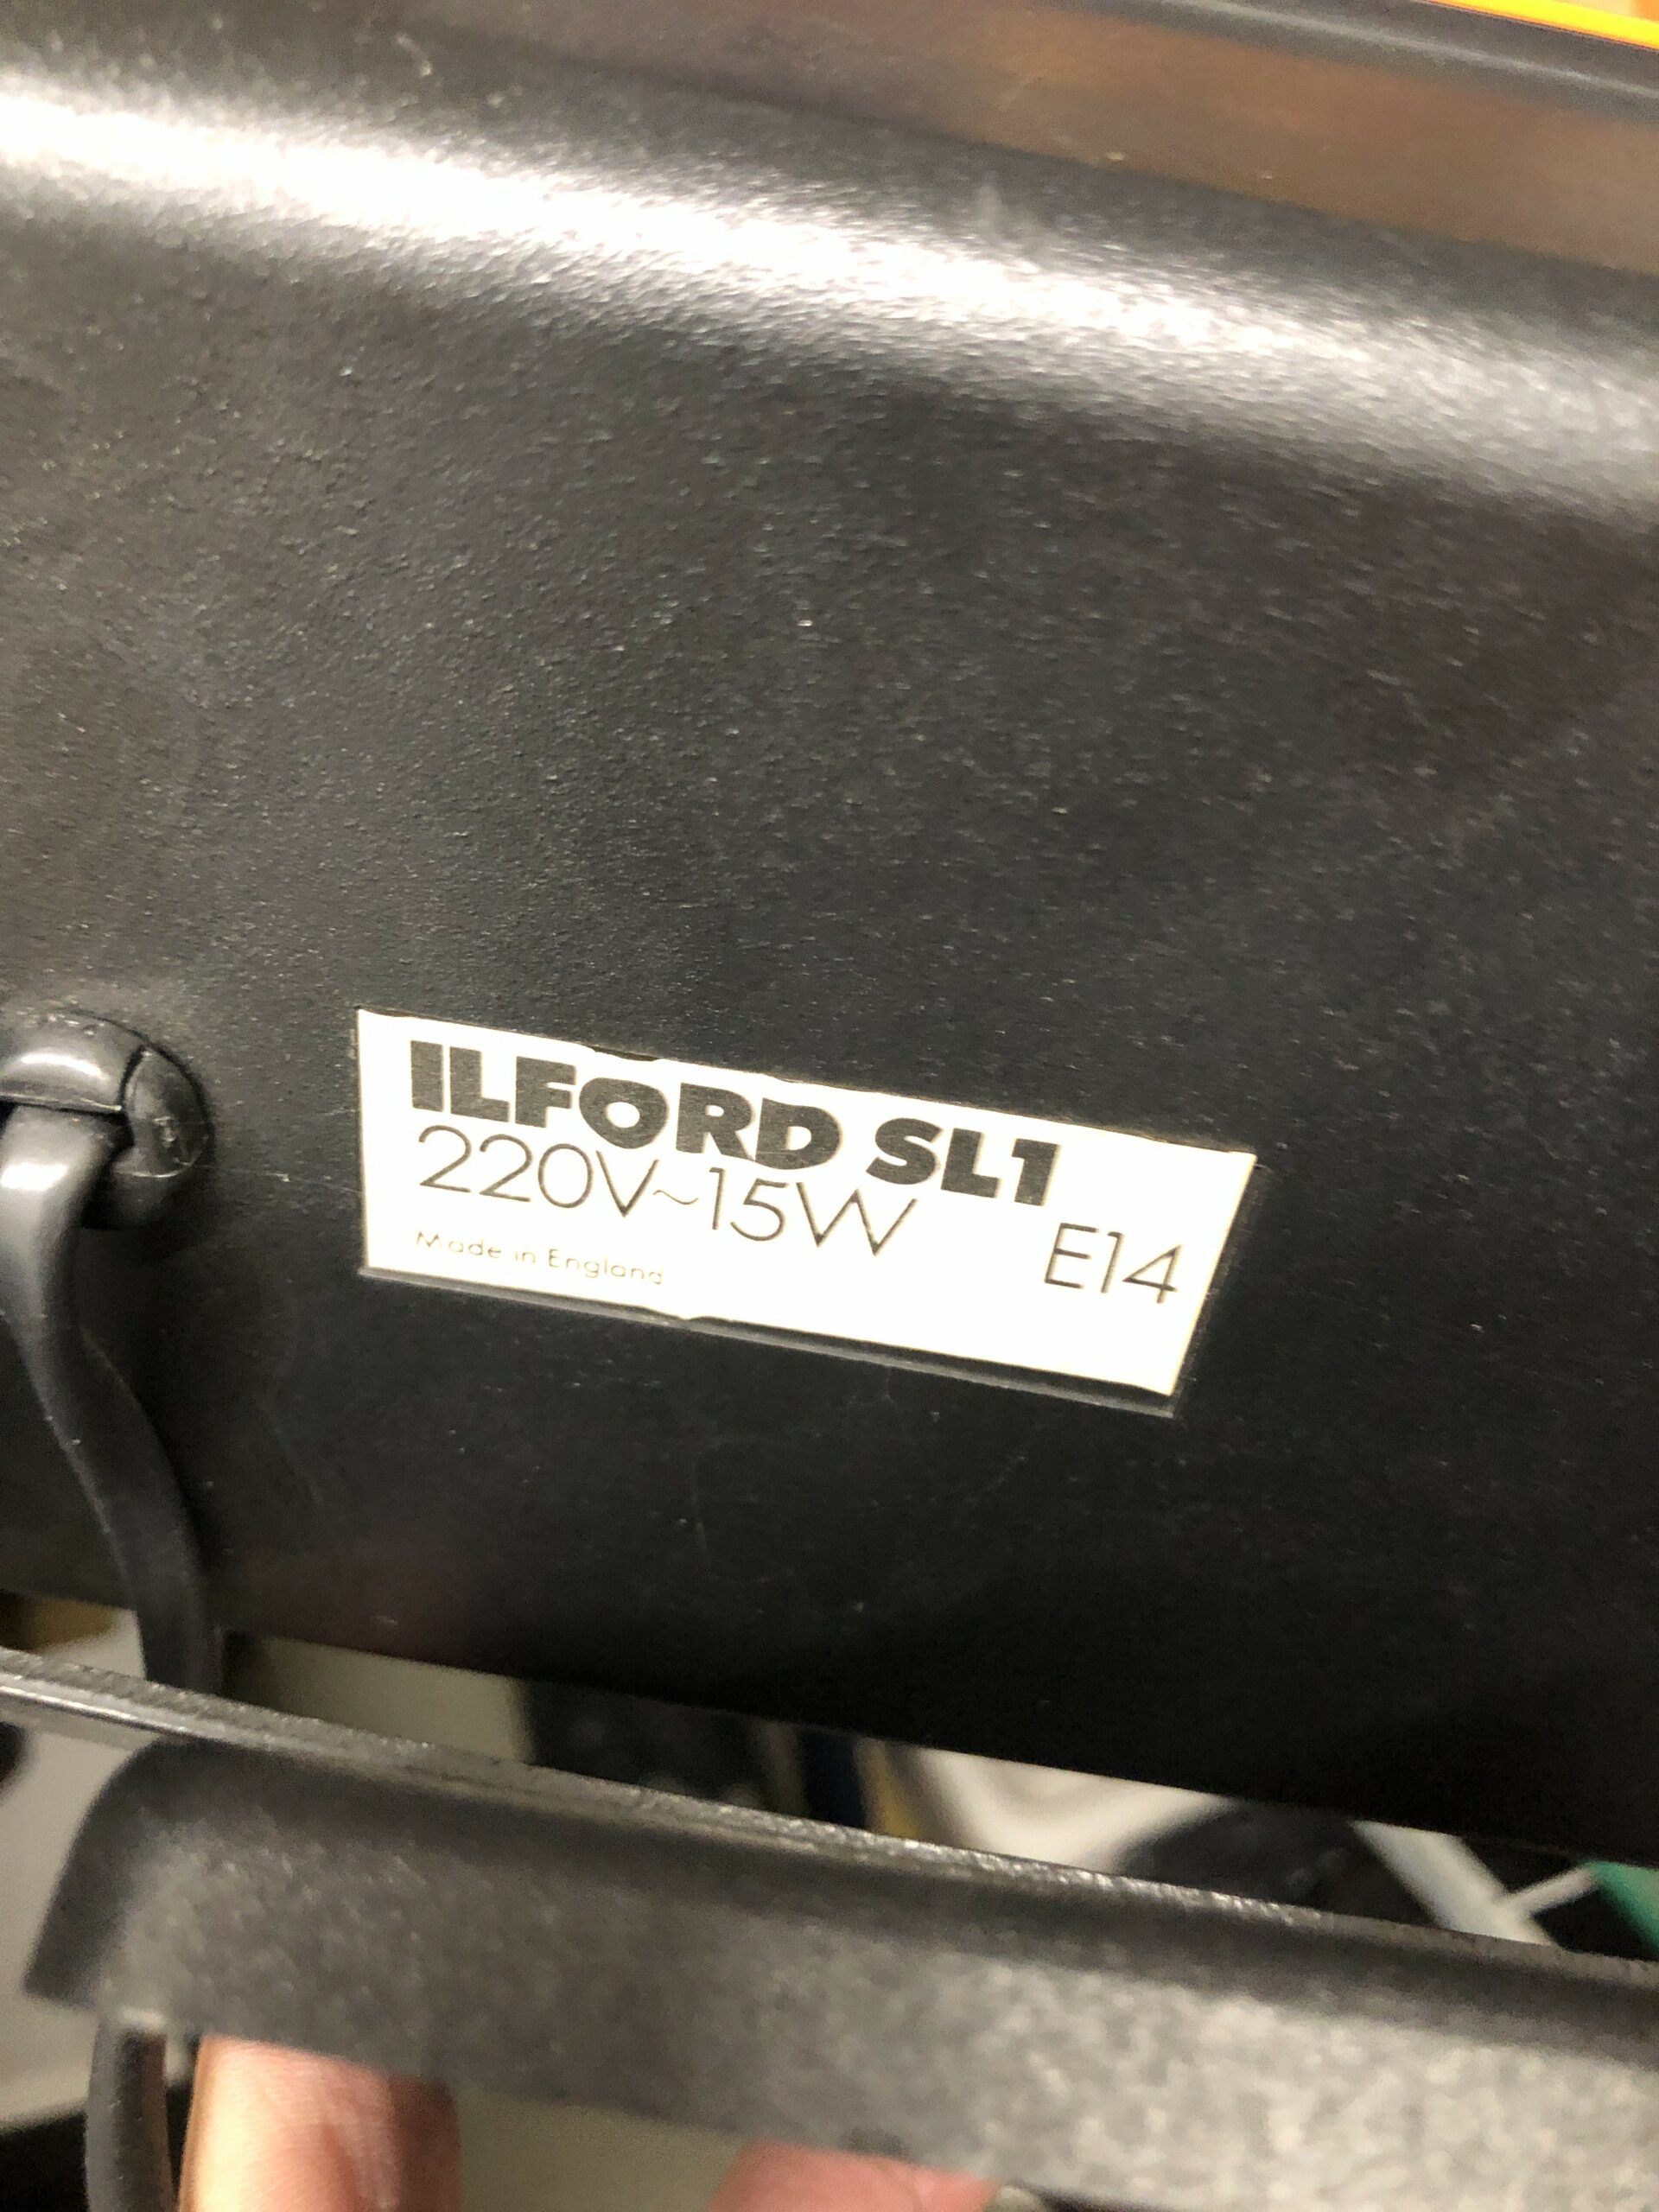 ILFORD SL1
220V~15W
E14
Made in England